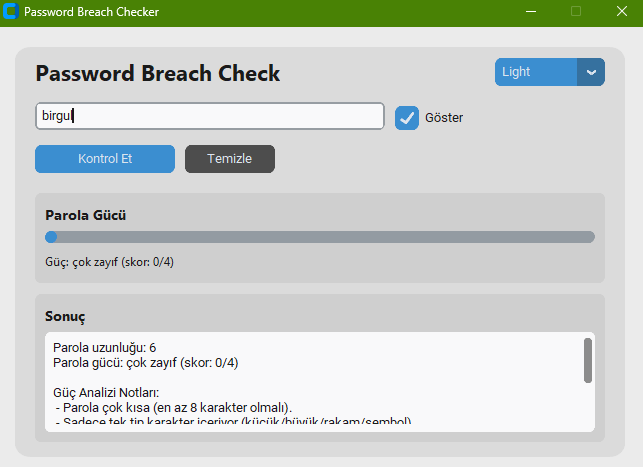 Password Breach Checker
Password Breach Check
Light
birgul
Göster
Kontrol Et
Temizle
Parola Gücü
Güç: çok zayıf (skor: 0/4)
Sonuç
Parola uzunluğu: 6
Parola gücü: çok zayıf (skor: 0/4)
Güç Analizi Notları:
- Parola çok kısa (en az 8 karakter olmalı).
- Sadece tek tip karakter içeriyor (küçük/büyük/rakam/sembol)